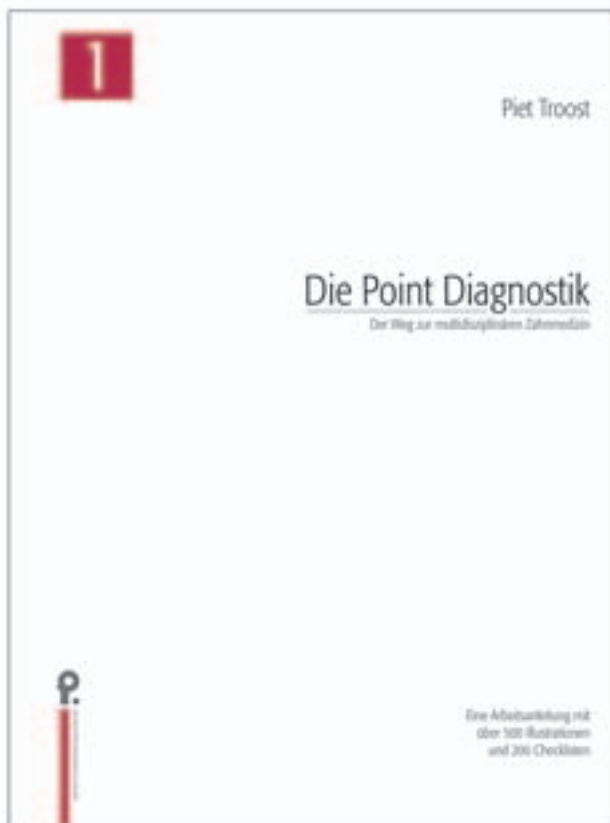 1
Piet Troost
Die Point Diagnostik
Der Weg zur multidisziplinären Zahnmedizin
P.
Eine Arbeitsanleitung mit
über 500 Illustrationen
und 200 Checklisten